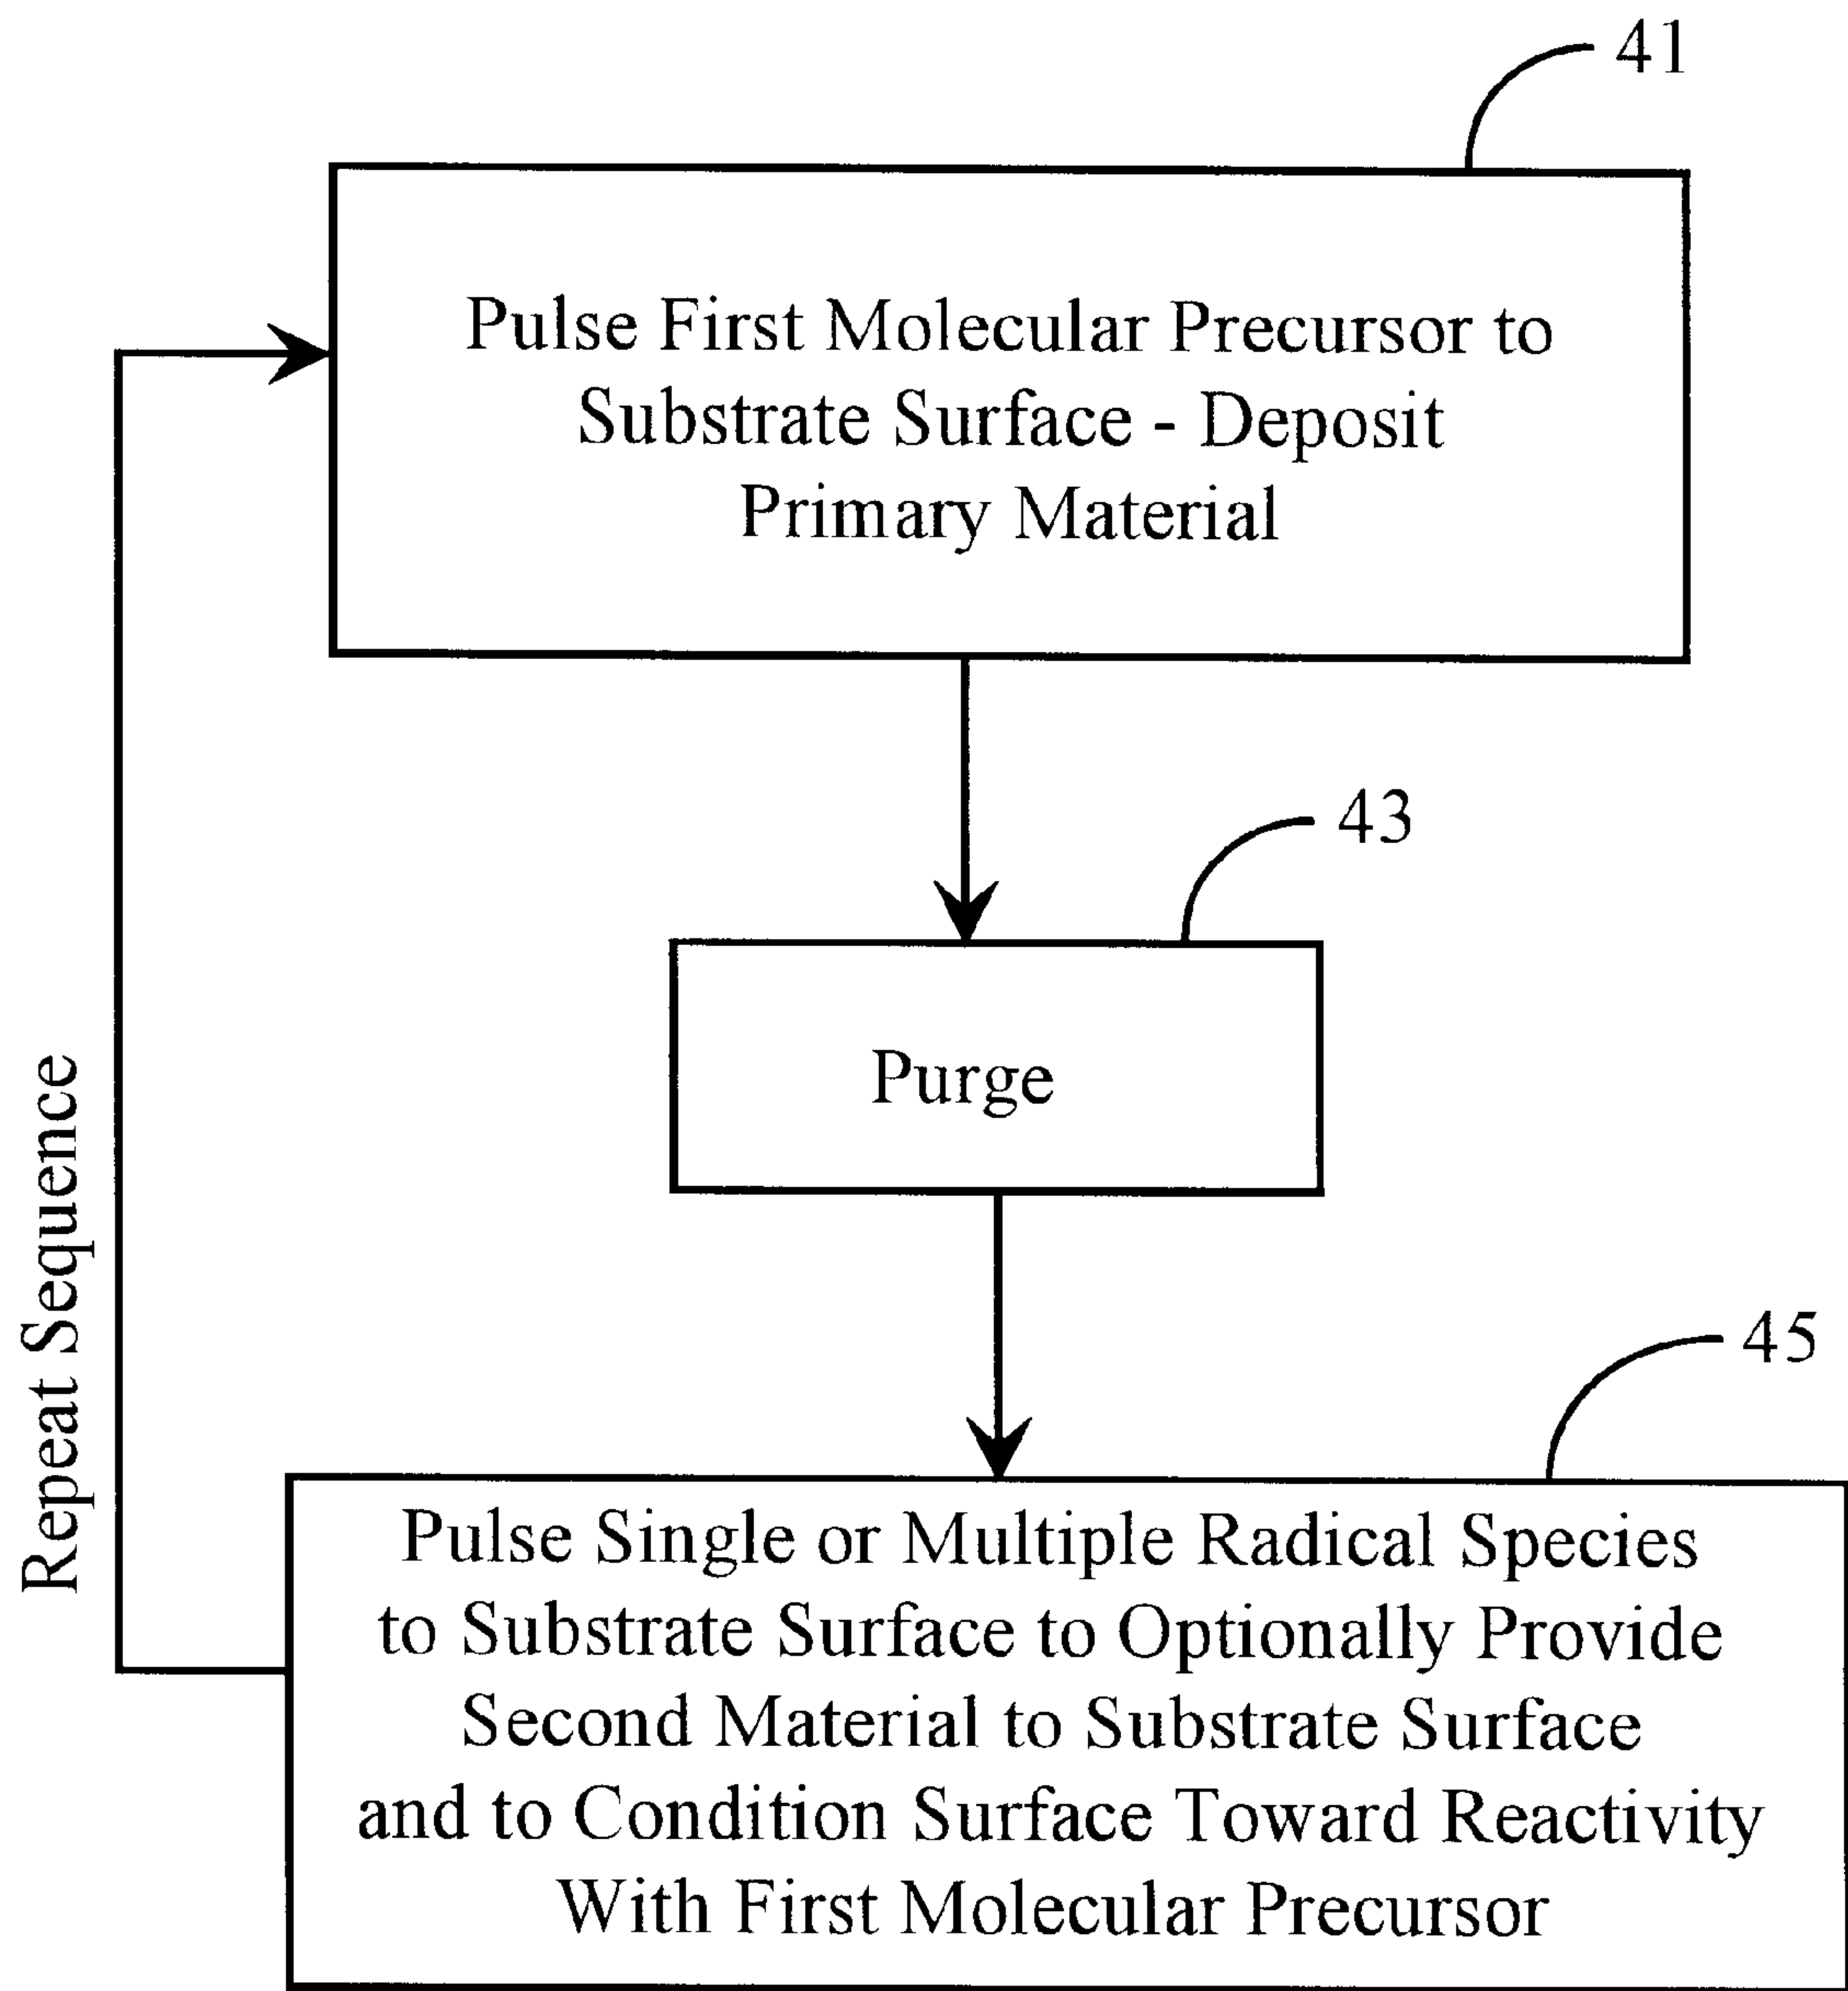 41
Pulse First Molecular Precursor to
Substrate Surface - Deposit
Primary Material
43
Purge
Repeat Sequence
45
Pulse Single or Multiple Radical Species
to Substrate Surface to Optionally Provide
Second Material to Substrate Surface
and to Condition Surface Toward Reactivity
With First Molecular Precursor